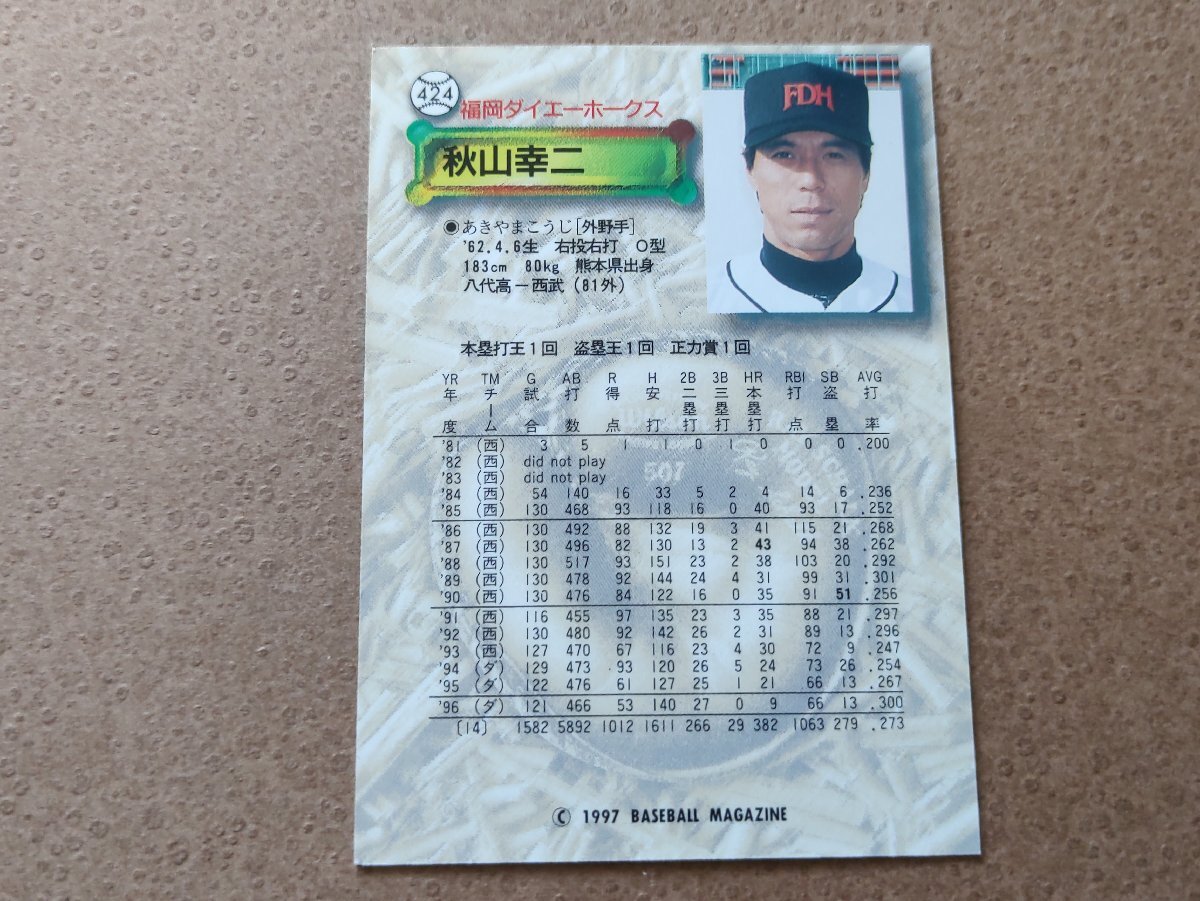 424
福岡ダイエーホークス
FDH
秋山幸二
●あきやまこうじ[外野手]
'62.4.6生 右投右打 O型
183cm 80kg 熊本県出身
八代高－西武（81外）
本塁打王1回 盗塁王1回 正力賞1回
YR TM G AB R H 2B 3B HR RBI SB AVG
年度 チーム 試合 打数 得点 安打 二塁打 三塁打 本塁打 打点 盗塁 打率
'81 (西) 3 5 1 1 0 1 0 0 0 .200
'82 (西) did not play
'83 (西) did not play
'84 (西) 54 140 16 33 5 2 4 14 6 .236
'85 (西) 130 468 93 118 16 0 40 93 17 .252
'86 (西) 130 492 88 132 19 3 41 115 21 .268
'87 (西) 130 496 82 130 13 2 43 94 38 .262
'88 (西) 130 517 93 151 23 2 38 103 20 .292
'89 (西) 130 478 92 144 24 4 31 99 31 .301
'90 (西) 130 476 84 122 16 0 35 91 51 .256
'91 (西) 116 455 97 135 23 3 35 88 21 .297
'92 (西) 130 480 92 142 26 2 31 89 13 .296
'93 (西) 127 470 67 116 23 4 30 72 9 .247
'94 (ダ) 129 473 93 120 26 5 24 73 26 .254
'95 (ダ) 122 476 61 127 25 1 21 66 13 .267
'96 (ダ) 121 466 53 140 27 0 9 66 13 .300
[14] 1582 5892 1012 1611 266 29 382 1063 279 .273
© 1997 BASEBALL MAGAZINE